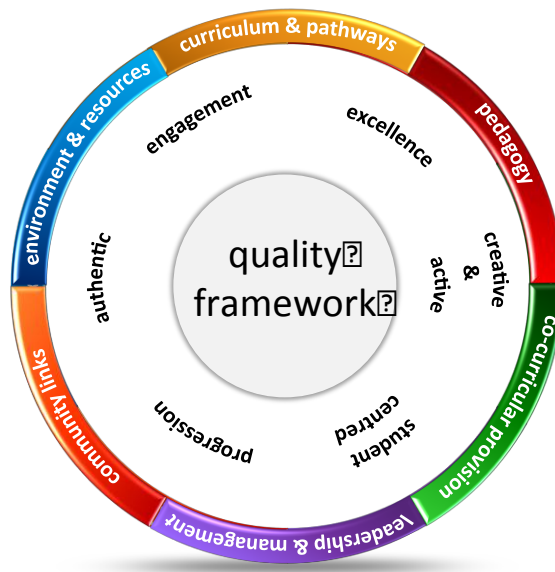 curriculum & pathways
pedagogy
co-curricular provision
leadership & management
community links
environment & resources
engagement
excellence
creative
&
active
student
centred
progression
authentic
quality
framework